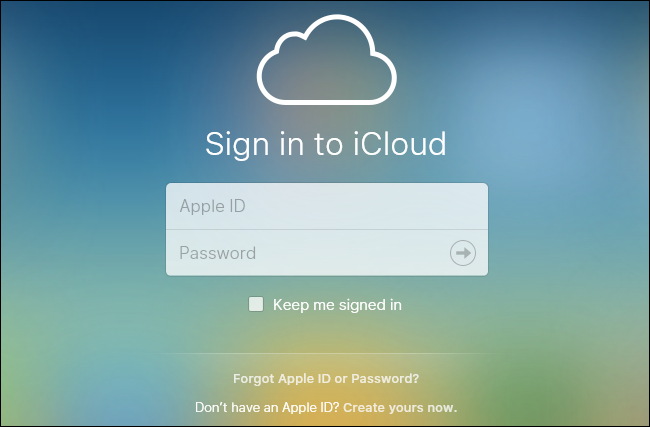 Sign in to iCloud
Apple ID
Password
Keep me signed in
Forgot Apple ID or Password?
Don't have an Apple ID? Create yours now.